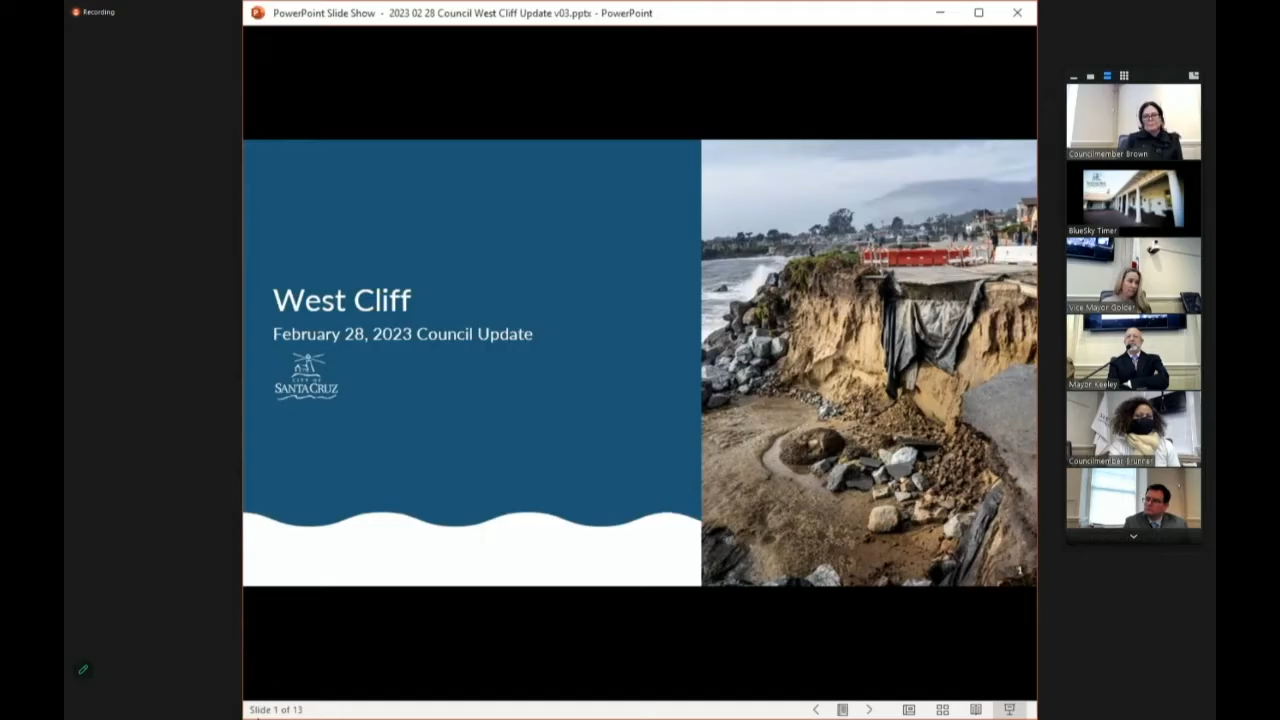 Recording
PowerPoint Slide Show - 2023 02 28 Council West Cliff Update v03.pptx - PowerPoint
West Cliff
February 28, 2023 Council Update
CITY OF
SANTA CRUZ
1
Councilmember Brown
BlueSky Timer
Vice Mayor Golder
Mayor Keeley
Councilmember Brunner
Slide 1 of 13